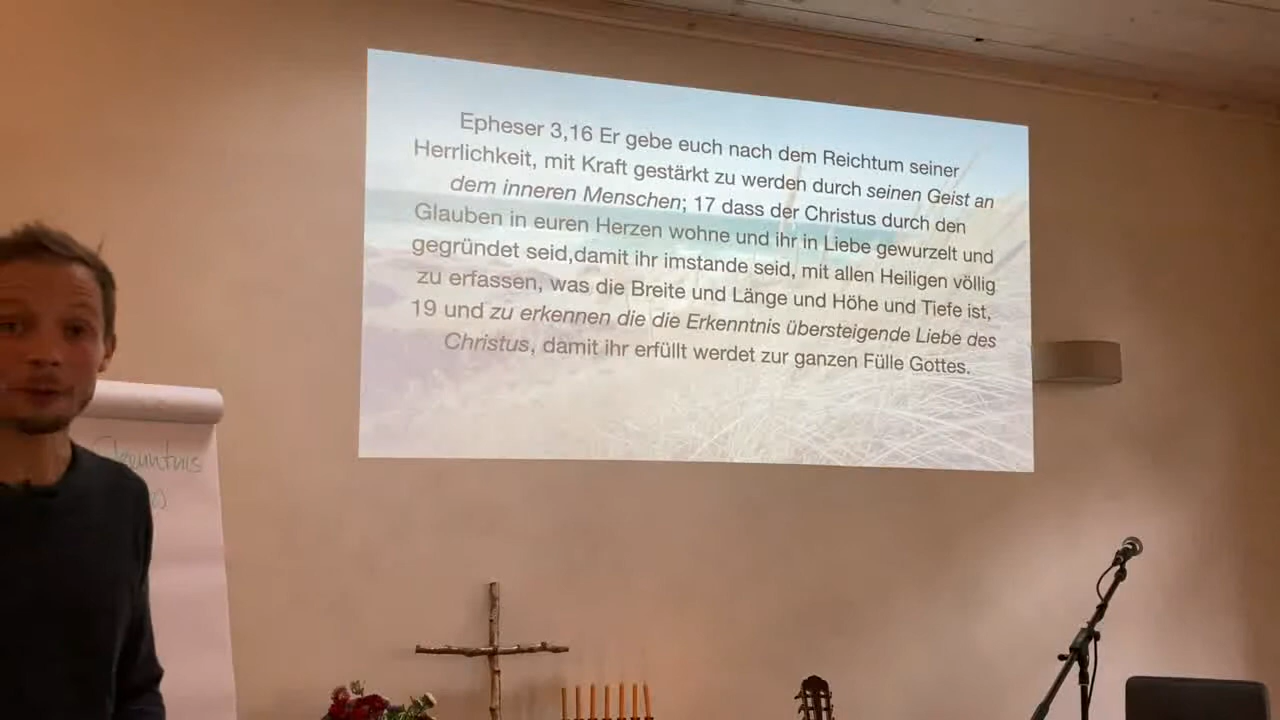 Epheser 3,16 Er gebe euch nach dem Reichtum seiner
Herrlichkeit, mit Kraft gestärkt zu werden durch seinen Geist an
dem inneren Menschen; 17 dass der Christus durch den
Glauben in euren Herzen wohne und ihr in Liebe gewurzelt und
gegründet seid,damit ihr imstande seid, mit allen Heiligen völlig
zu erfassen, was die Breite und Länge und Höhe und Tiefe ist,
19 und zu erkennen die die Erkenntnis übersteigende Liebe des
Christus, damit ihr erfüllt werdet zur ganzen Fülle Gottes.